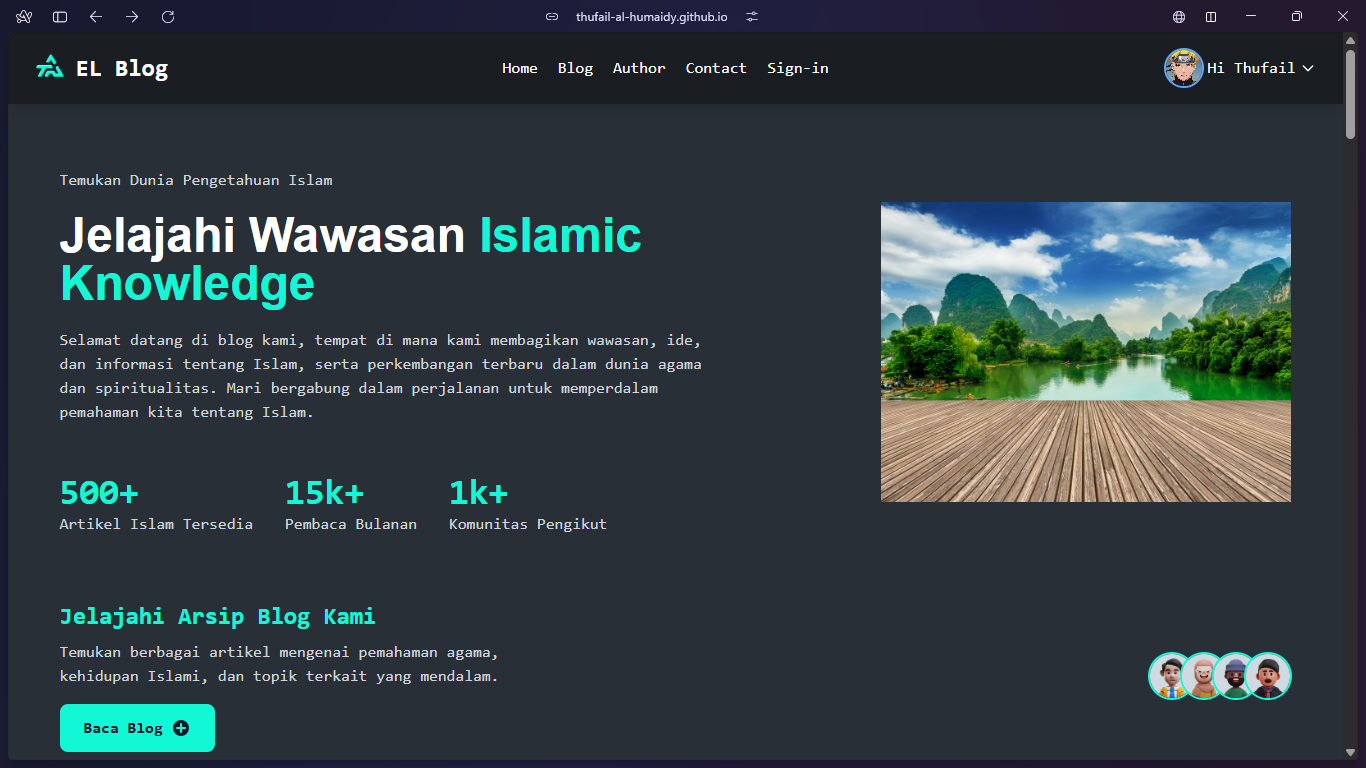 thufail-al-humaidy.github.io
EL Blog
Home Blog Author Contact Sign-in
Hi Thufail
Temukan Dunia Pengetahuan Islam
Jelajahi Wawasan Islamic
Knowledge
Selamat datang di blog kami, tempat di mana kami membagikan wawasan, ide,
dan informasi tentang Islam, serta perkembangan terbaru dalam dunia agama
dan spiritualitas. Mari bergabung dalam perjalanan untuk memperdalam
pemahaman kita tentang Islam.
500+
Artikel Islam Tersedia
15k+
Pembaca Bulanan
1k+
Komunitas Pengikut
Jelajahi Arsip Blog Kami
Temukan berbagai artikel mengenai pemahaman agama,
kehidupan Islami, dan topik terkait yang mendalam.
Baca Blog